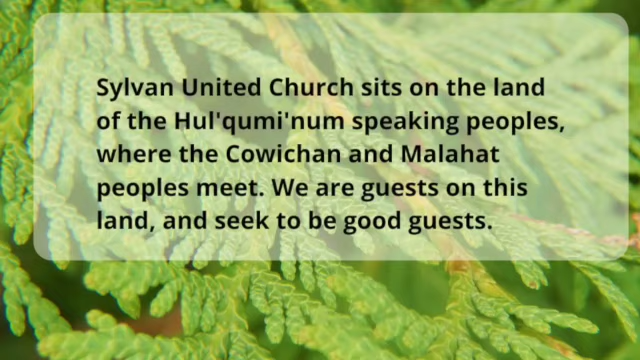 Sylvan United Church sits on the land
of the Hul'qumi'num speaking peoples,
where the Cowichan and Malahat
peoples meet. We are guests on this
land, and seek to be good guests.